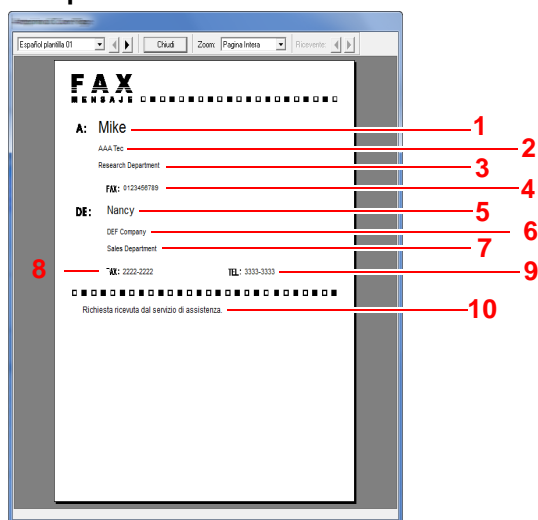 Español plantilla 01 Chiudi Zoom: Pagina Intera Ricevente:
FAX
MENSAJE
A: Mike 1
AAA Tec 2
Research Department 3
FAX: 0123456789 4
DE: Nancy 5
DEF Company 6
Sales Department 7
8 FAX: 2222-2222 TEL: 3333-3333 9
Richiesta ricevuta dal servizio di assistenza. 10